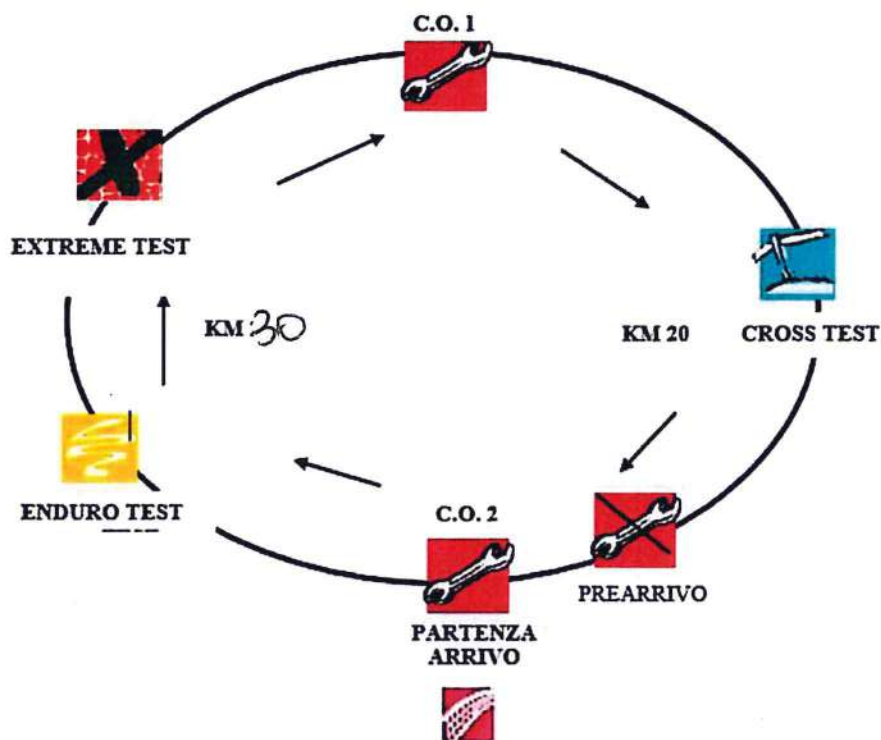 C.O. 1
EXTREME TEST
KM 30
KM 20
CROSS TEST
ENDURO TEST
C.O. 2
PREARRIVO
PARTENZA
ARRIVO